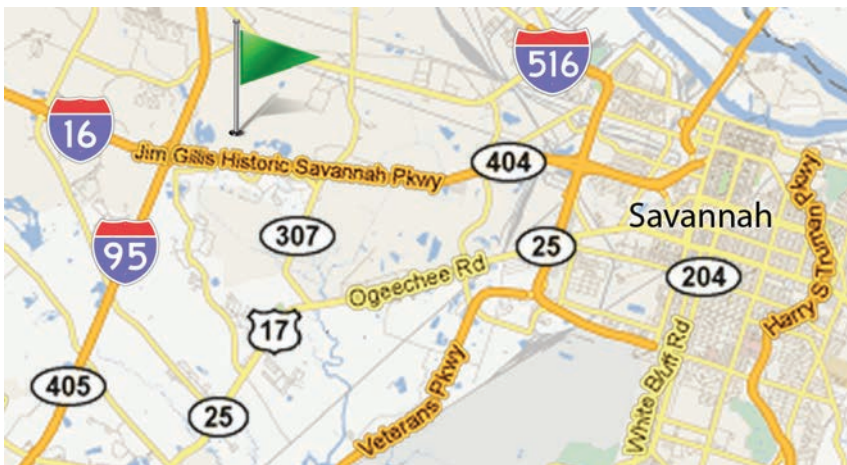 516
16
Jim Gillis Historic Savannah Pkwy
404
Savannah
Harry S Truman Pkwy
307
95
25
204
Ogeechee Rd
17
405
25
Veterans Pkwy
White Bluff Rd